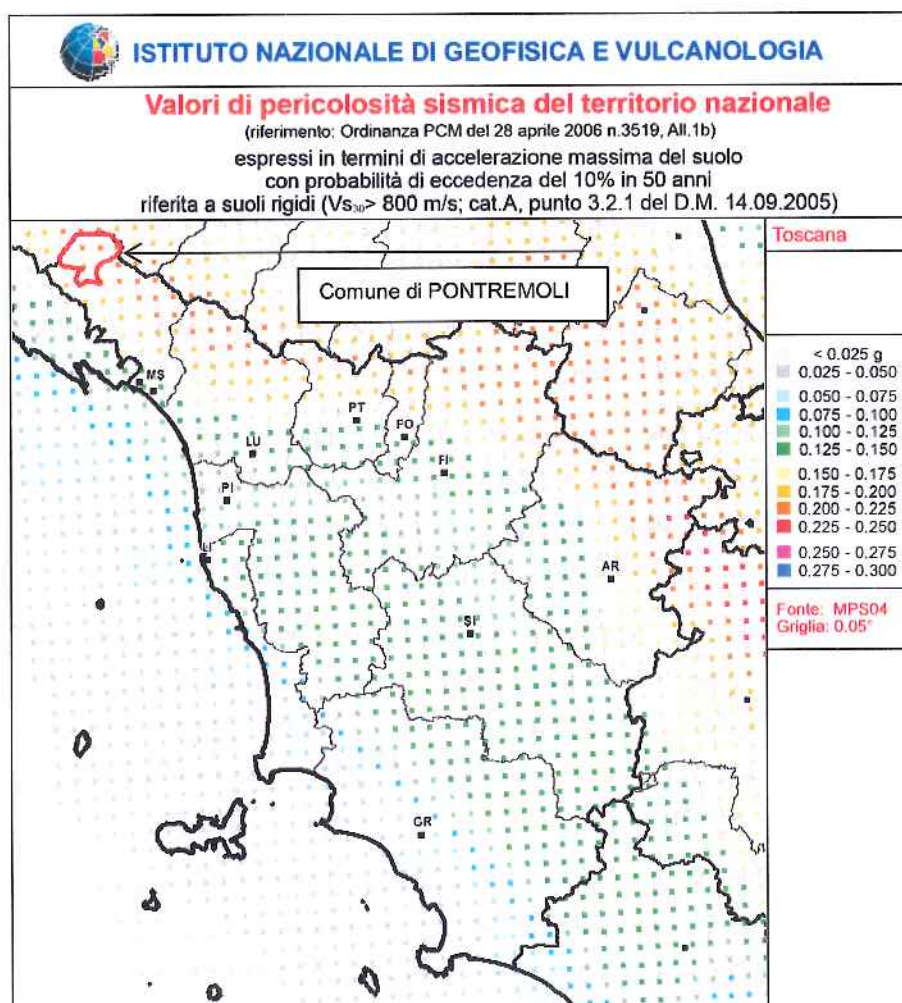 ISTITUTO NAZIONALE DI GEOFISICA E VULCANOLOGIA
Valori di pericolosità sismica del territorio nazionale
(riferimento: Ordinanza PCM del 28 aprile 2006 n.3519, All.1b)
espressi in termini di accelerazione massima del suolo
con probabilità di eccedenza del 10% in 50 anni
riferita a suoli rigidi (Vs₃₀> 800 m/s; cat.A, punto 3.2.1 del D.M. 14.09.2005)
Toscana
Comune di PONTREMOLI
< 0.025 g
0.025 - 0.050
0.050 - 0.075
0.075 - 0.100
0.100 - 0.125
0.125 - 0.150
0.150 - 0.175
0.175 - 0.200
0.200 - 0.225
0.225 - 0.250
0.250 - 0.275
0.275 - 0.300
Fonte: MPS04
Griglia: 0.05°
MS
PT
FO
LU
FI
PI
LI
AR
SI
GR